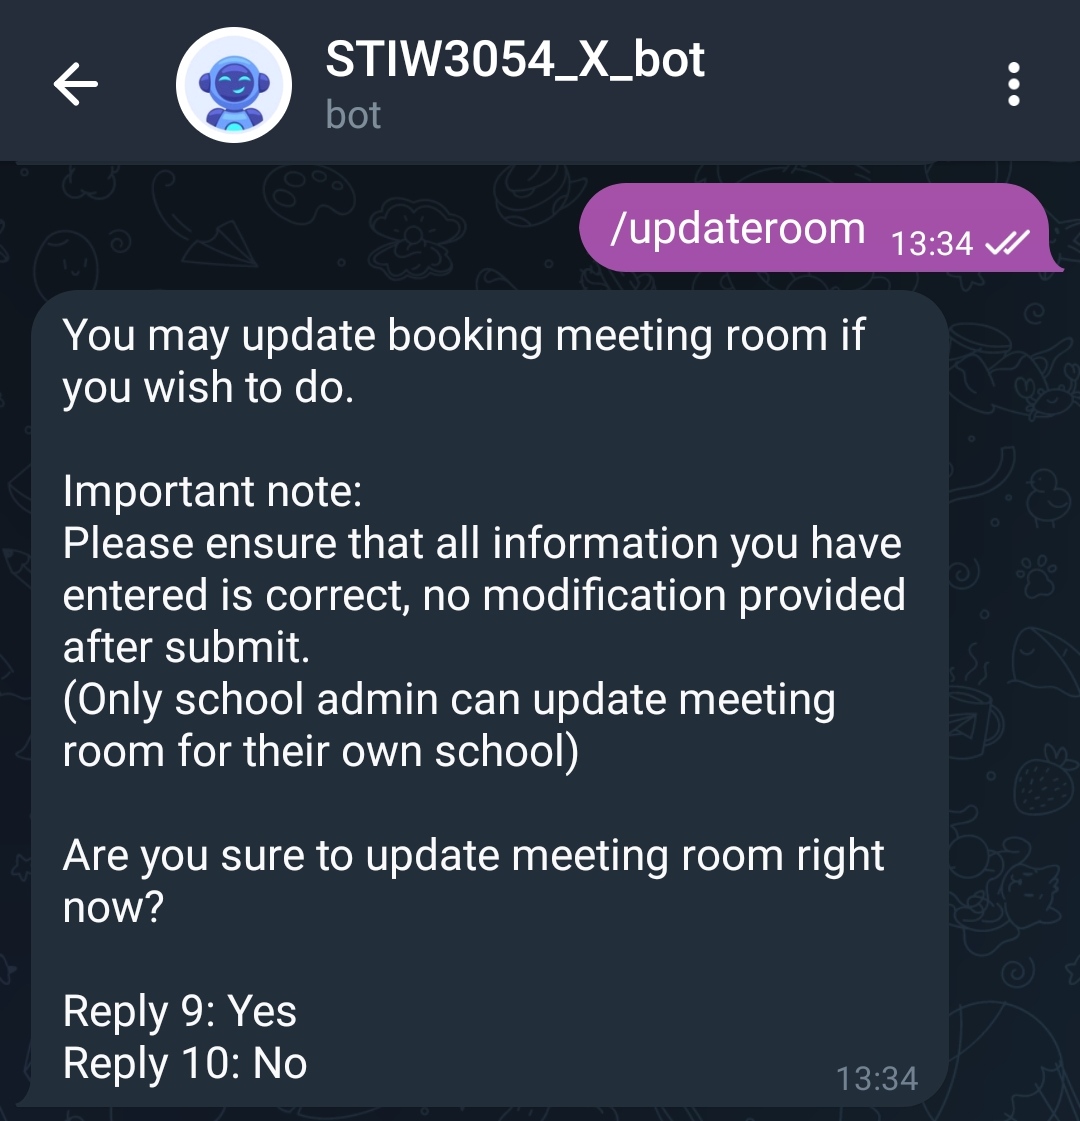 STIW3054_X_bot
bot
/updateroom 13:34
You may update booking meeting room if
you wish to do.
Important note:
Please ensure that all information you have
entered is correct, no modification provided
after submit.
(Only school admin can update meeting
room for their own school)
Are you sure to update meeting room right
now?
Reply 9: Yes
Reply 10: No
13:34